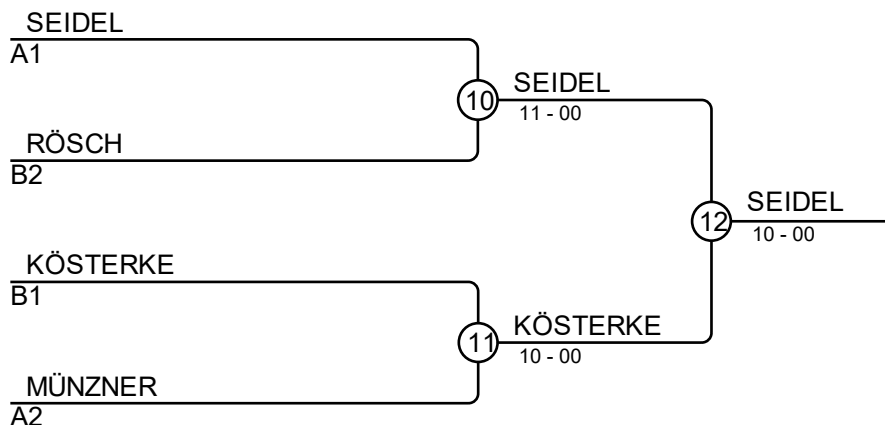 SEIDEL
A1
10
SEIDEL
11 - 00
RÖSCH
B2
12
SEIDEL
10 - 00
KÖSTERKE
B1
11
KÖSTERKE
10 - 00
MÜNZNER
A2